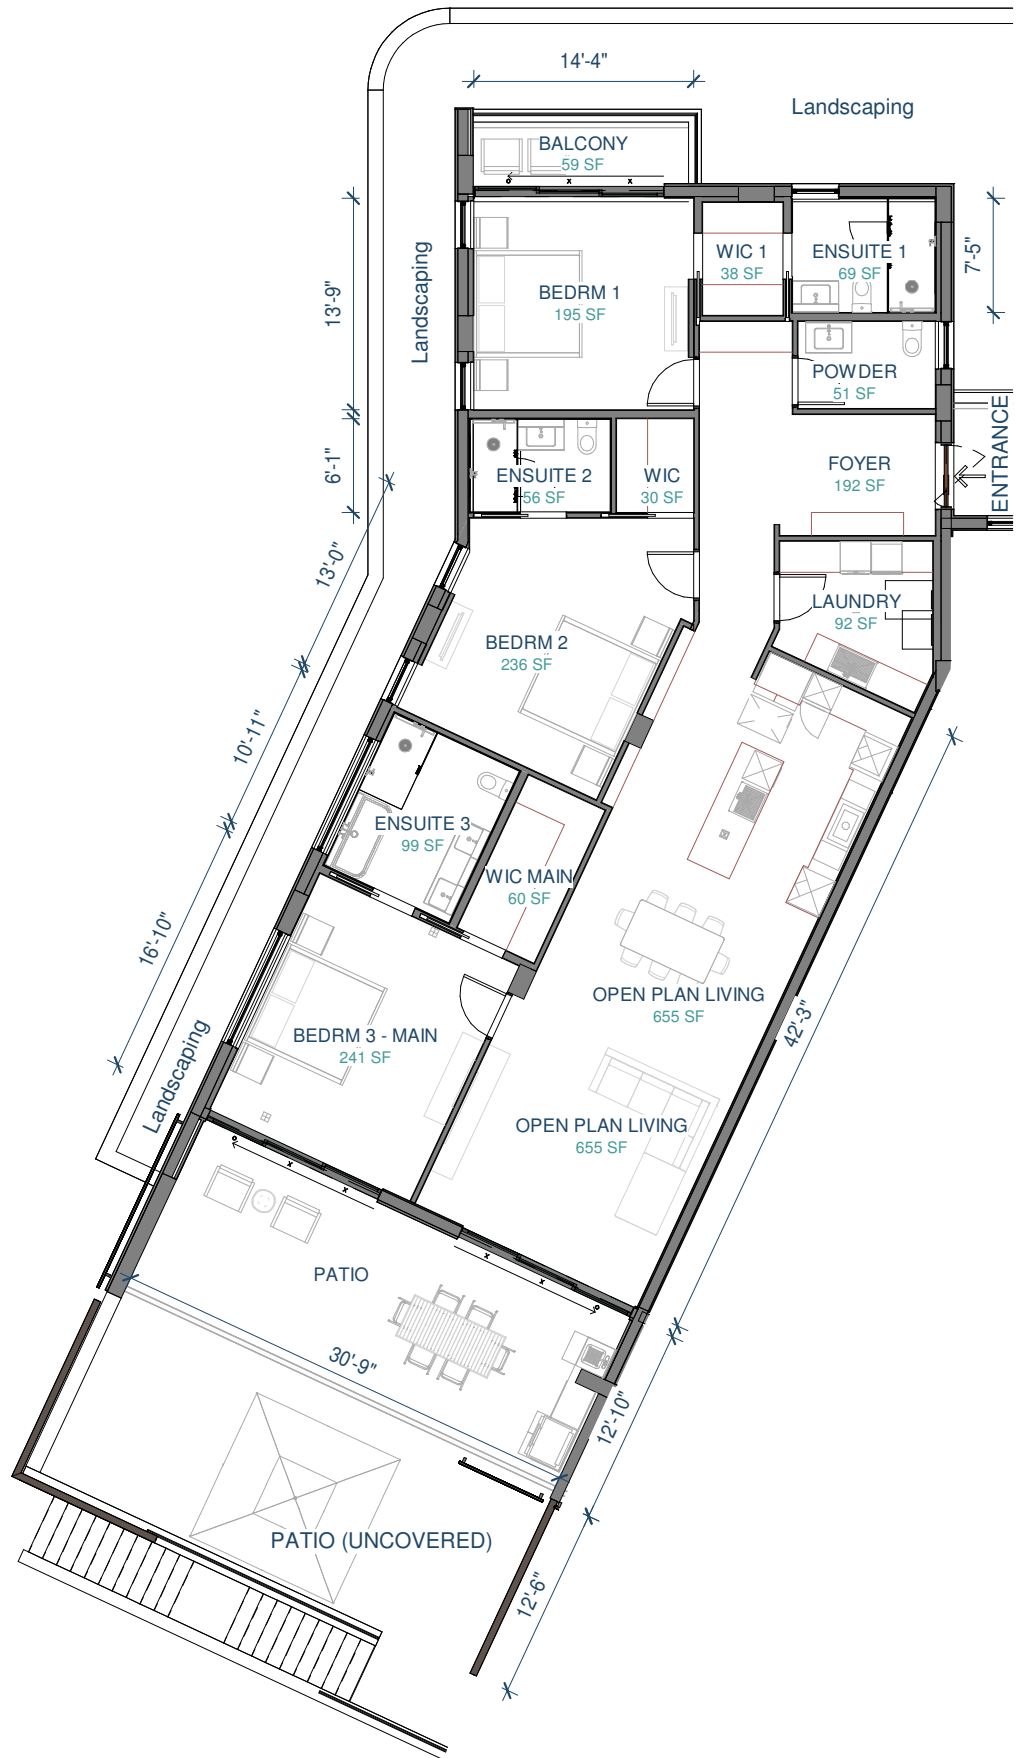 14'-4"
Landscaping
BALCONY
59 SF
13'-9"
Landscaping
BEDRM 1
195 SF
WIC 1
38 SF
ENSUITE 1
69 SF
7'-5"
POWDER
51 SF
ENTRANCE
FOYER
192 SF
6'-1"
ENSUITE 2
56 SF
WIC
30 SF
13'-0"
LAUNDRY
92 SF
BEDRM 2
236 SF
10'-11"
ENSUITE 3
99 SF
WIC MAIN
60 SF
16'-10"
OPEN PLAN LIVING
655 SF
42'-3"
BEDRM 3 - MAIN
241 SF
Landscaping
OPEN PLAN LIVING
655 SF
PATIO
30'-9"
12'-10"
PATIO (UNCOVERED)
12'-6"